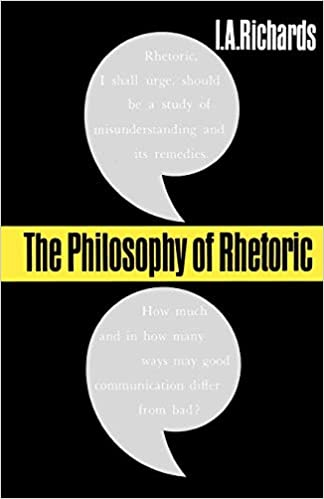 I.A.Richards
Rhetoric,
I shall urge, should
be a study of
misunderstanding and
its remedies.
The Philosophy of Rhetoric
How much
and in how many
ways may good
communication differ
from bad?